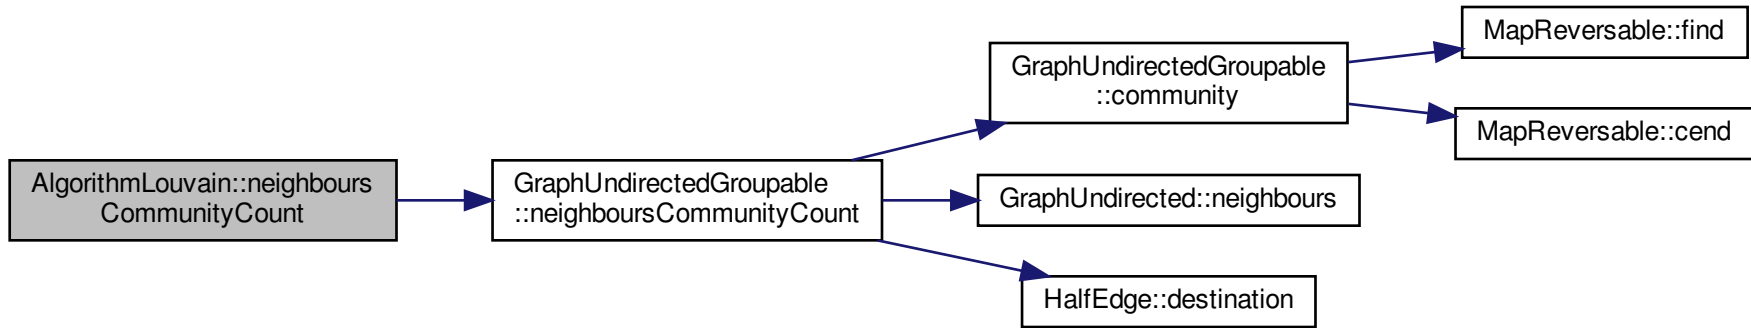 AlgorithmLouvain::neighbours
CommunityCount
GraphUndirectedGroupable
::neighboursCommunityCount
GraphUndirectedGroupable
::community
GraphUndirected::neighbours
HalfEdge::destination
MapReversable::find
MapReversable::cend